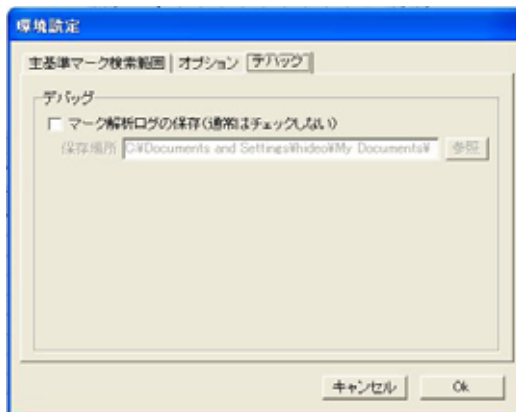 環境設定
主基準マーク検索範囲 オプション デバッグ
デバッグ
マーク解析ログの保存(通常はチェックしない)
保存場所 C:¥Documents and Settings¥hideo¥My Documents¥ 参照
キャンセル Ok